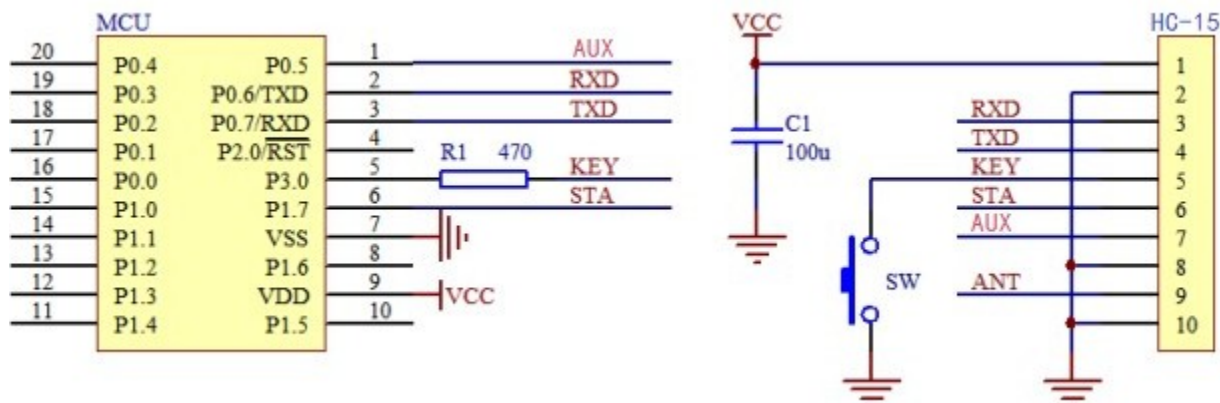 MCU
20 P0.4 P0.5 1 AUX
19 P0.3 P0.6/TXD 2 RXD
18 P0.2 P0.7/RXD 3 TXD
17 P0.1 P2.0/RST 4
16 P0.0 P3.0 5 R1 470 KEY
15 P1.0 P1.7 6 STA
14 P1.1 VSS 7
13 P1.2 P1.6 8
12 P1.3 VDD 9 VCC
11 P1.4 P1.5 10
VCC
C1
100u
HC-15
1
2
RXD 3
TXD 4
KEY 5
STA 6
AUX 7
8
SW
ANT 9
10